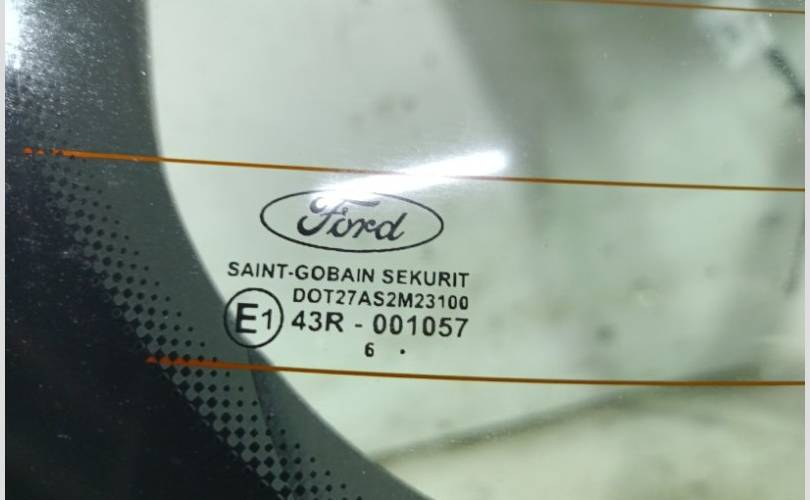 Ford
SAINT-GOBAIN SEKURIT
DOT27AS2M23100
E1 43R - 001057
6 .